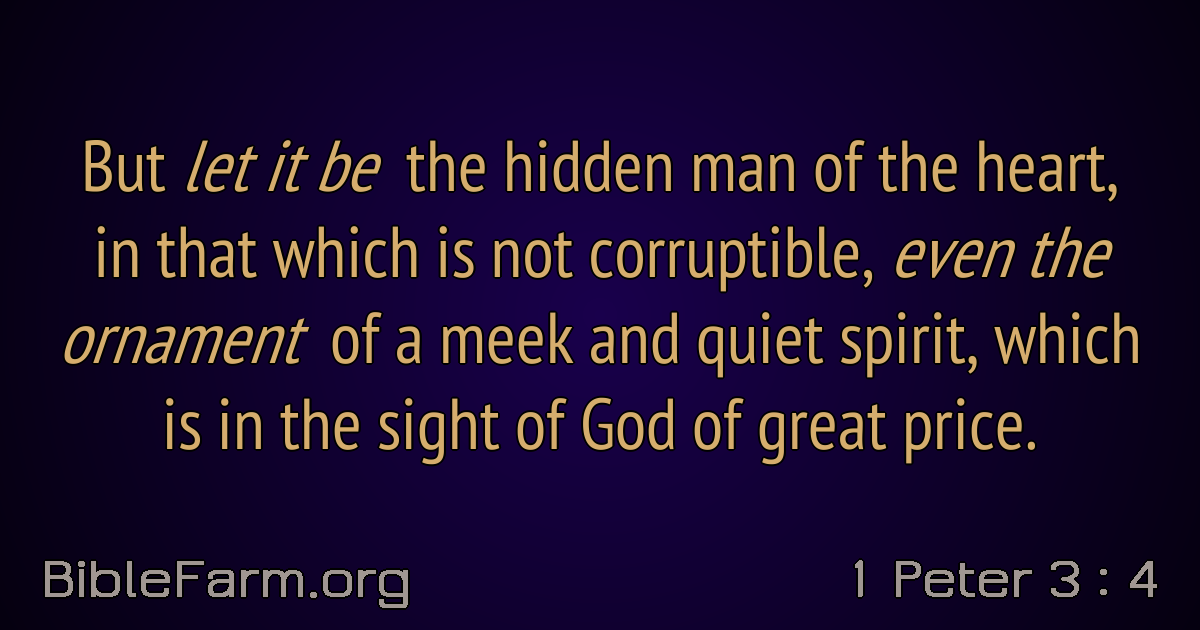 But let it be the hidden man of the heart,
in that which is not corruptible, even the
ornament of a meek and quiet spirit, which
is in the sight of God of great price.
BibleFarm.org
1 Peter 3 : 4